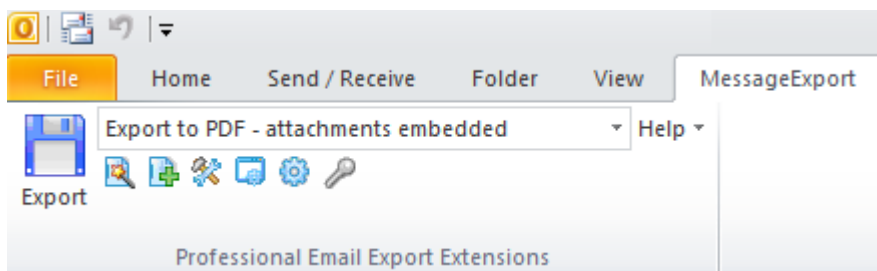 File Home Send / Receive Folder View MessageExport
Export to PDF - attachments embedded Help
Export
Professional Email Export Extensions